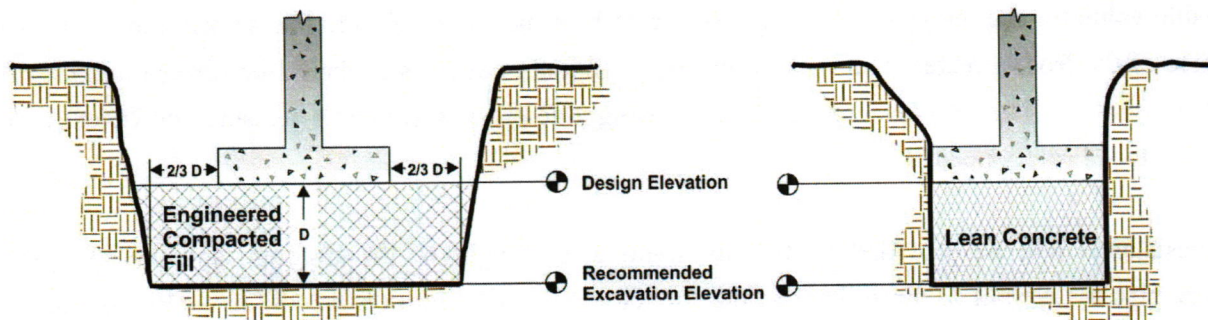 2/3 D
2/3 D
Design Elevation
Engineered
Compacted
Fill
D
Lean Concrete
Recommended
Excavation Elevation